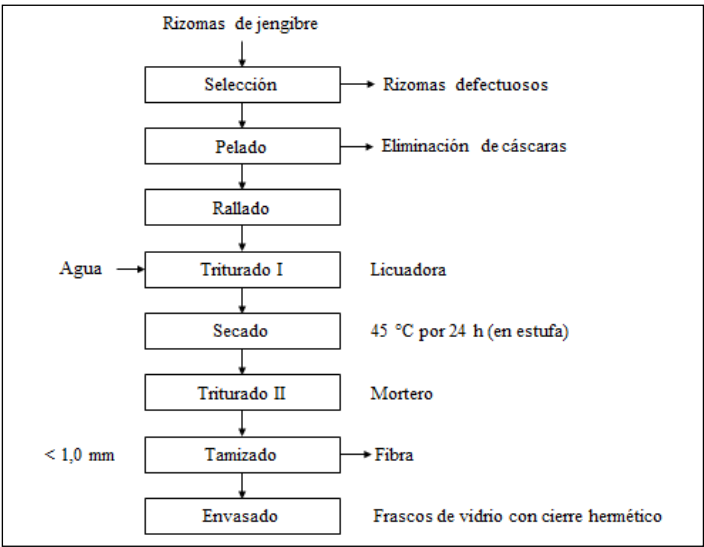 Rizomas de jengibre
Selección
Rizomas defectuosos
Pelado
Eliminación de cáscaras
Rallado
Agua
Triturado I
Licuadora
Secado
45 °C por 24 h (en estufa)
Triturado II
Mortero
< 1,0 mm
Tamizado
Fibra
Envasado
Frascos de vidrio con cierre hermético